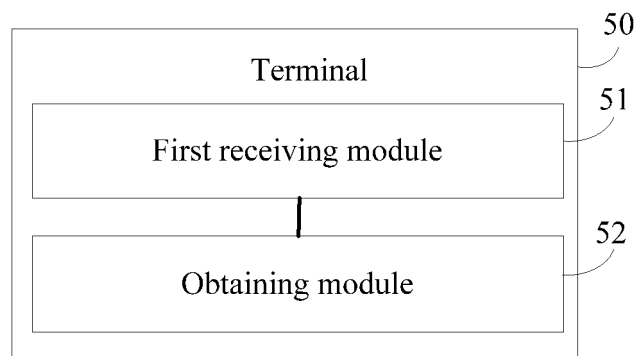 50
Terminal
51
First receiving module
52
Obtaining module